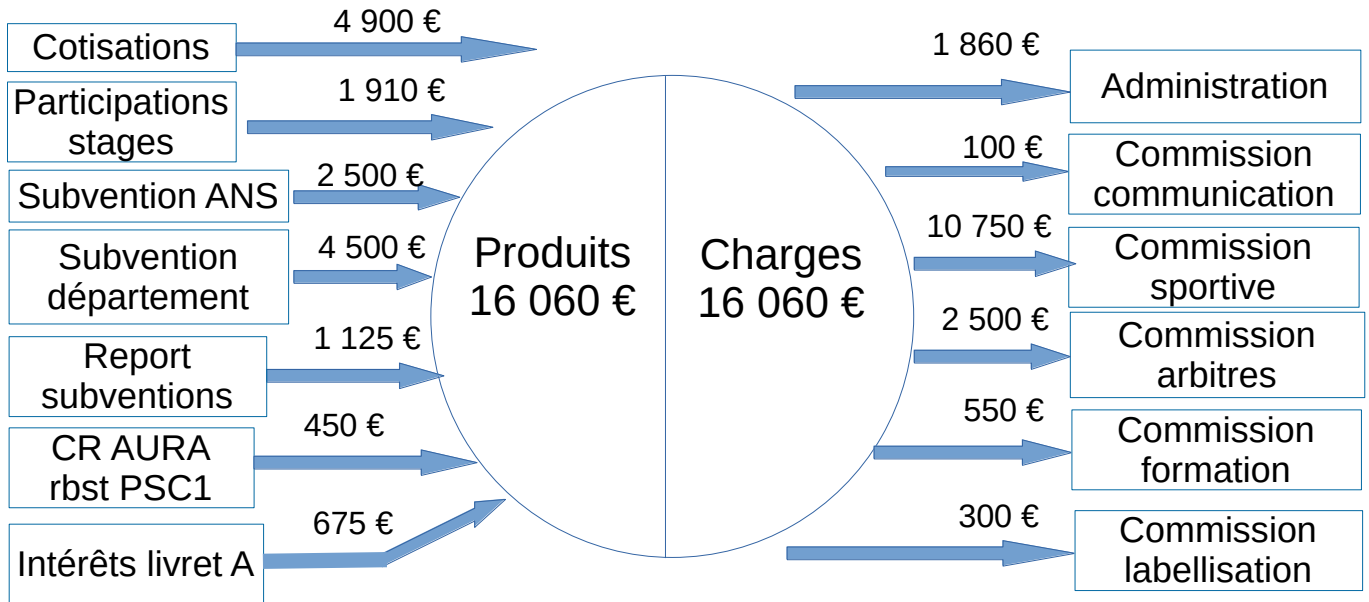 Cotisations
4 900 €
Participations
stages
1 910 €
Subvention ANS
2 500 €
Subvention
département
4 500 €
Report
subventions
1 125 €
CR AURA
rbst PSC1
450 €
Intérêts livret A
675 €
Produits
16 060 €
Charges
16 060 €
1 860 €
Administration
100 €
Commission
communication
10 750 €
Commission
sportive
2 500 €
Commission
arbitres
550 €
Commission
formation
300 €
Commission
labellisation